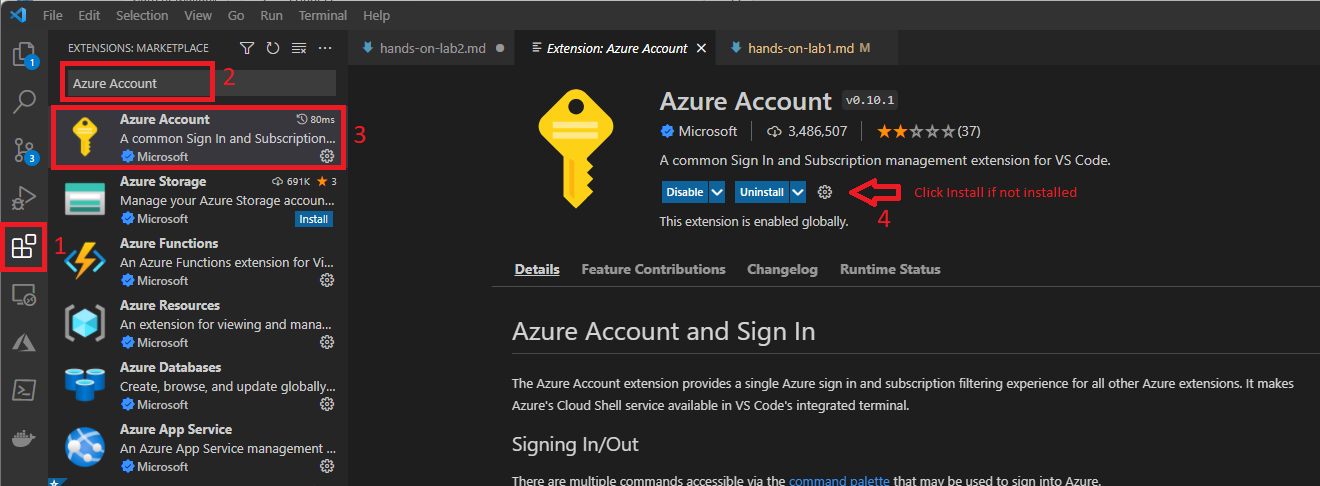 File Edit Selection View Go Run Terminal Help
EXTENSIONS: MARKETPLACE
hands-on-lab2.md
Extension: Azure Account
hands-on-lab1.md M
1
Azure Account
2
Azure Account 80ms
A common Sign In and Subscription...
Microsoft
3
Azure Storage 691K 3
Manage your Azure Storage accoun...
Microsoft Install
Azure Functions
An Azure Functions extension for Vi...
Microsoft
Azure Resources
An extension for viewing and mana...
Microsoft
Azure Databases
Create, browse, and update globally...
Microsoft
Azure App Service
An Azure App Service management ...
Microsoft
3
1
Azure Account v0.10.1
Microsoft 3,486,507 (37)
A common Sign In and Subscription management extension for VS Code.
Disable Uninstall Click Install if not installed
4
This extension is enabled globally.
Details Feature Contributions Changelog Runtime Status
Azure Account and Sign In
The Azure Account extension provides a single Azure sign in and subscription filtering experience for all other Azure extensions. It makes
Azure's Cloud Shell service available in VS Code's integrated terminal.
Signing In/Out
There are multiple commands accessible via the command palette that may be used to sign into Azure.